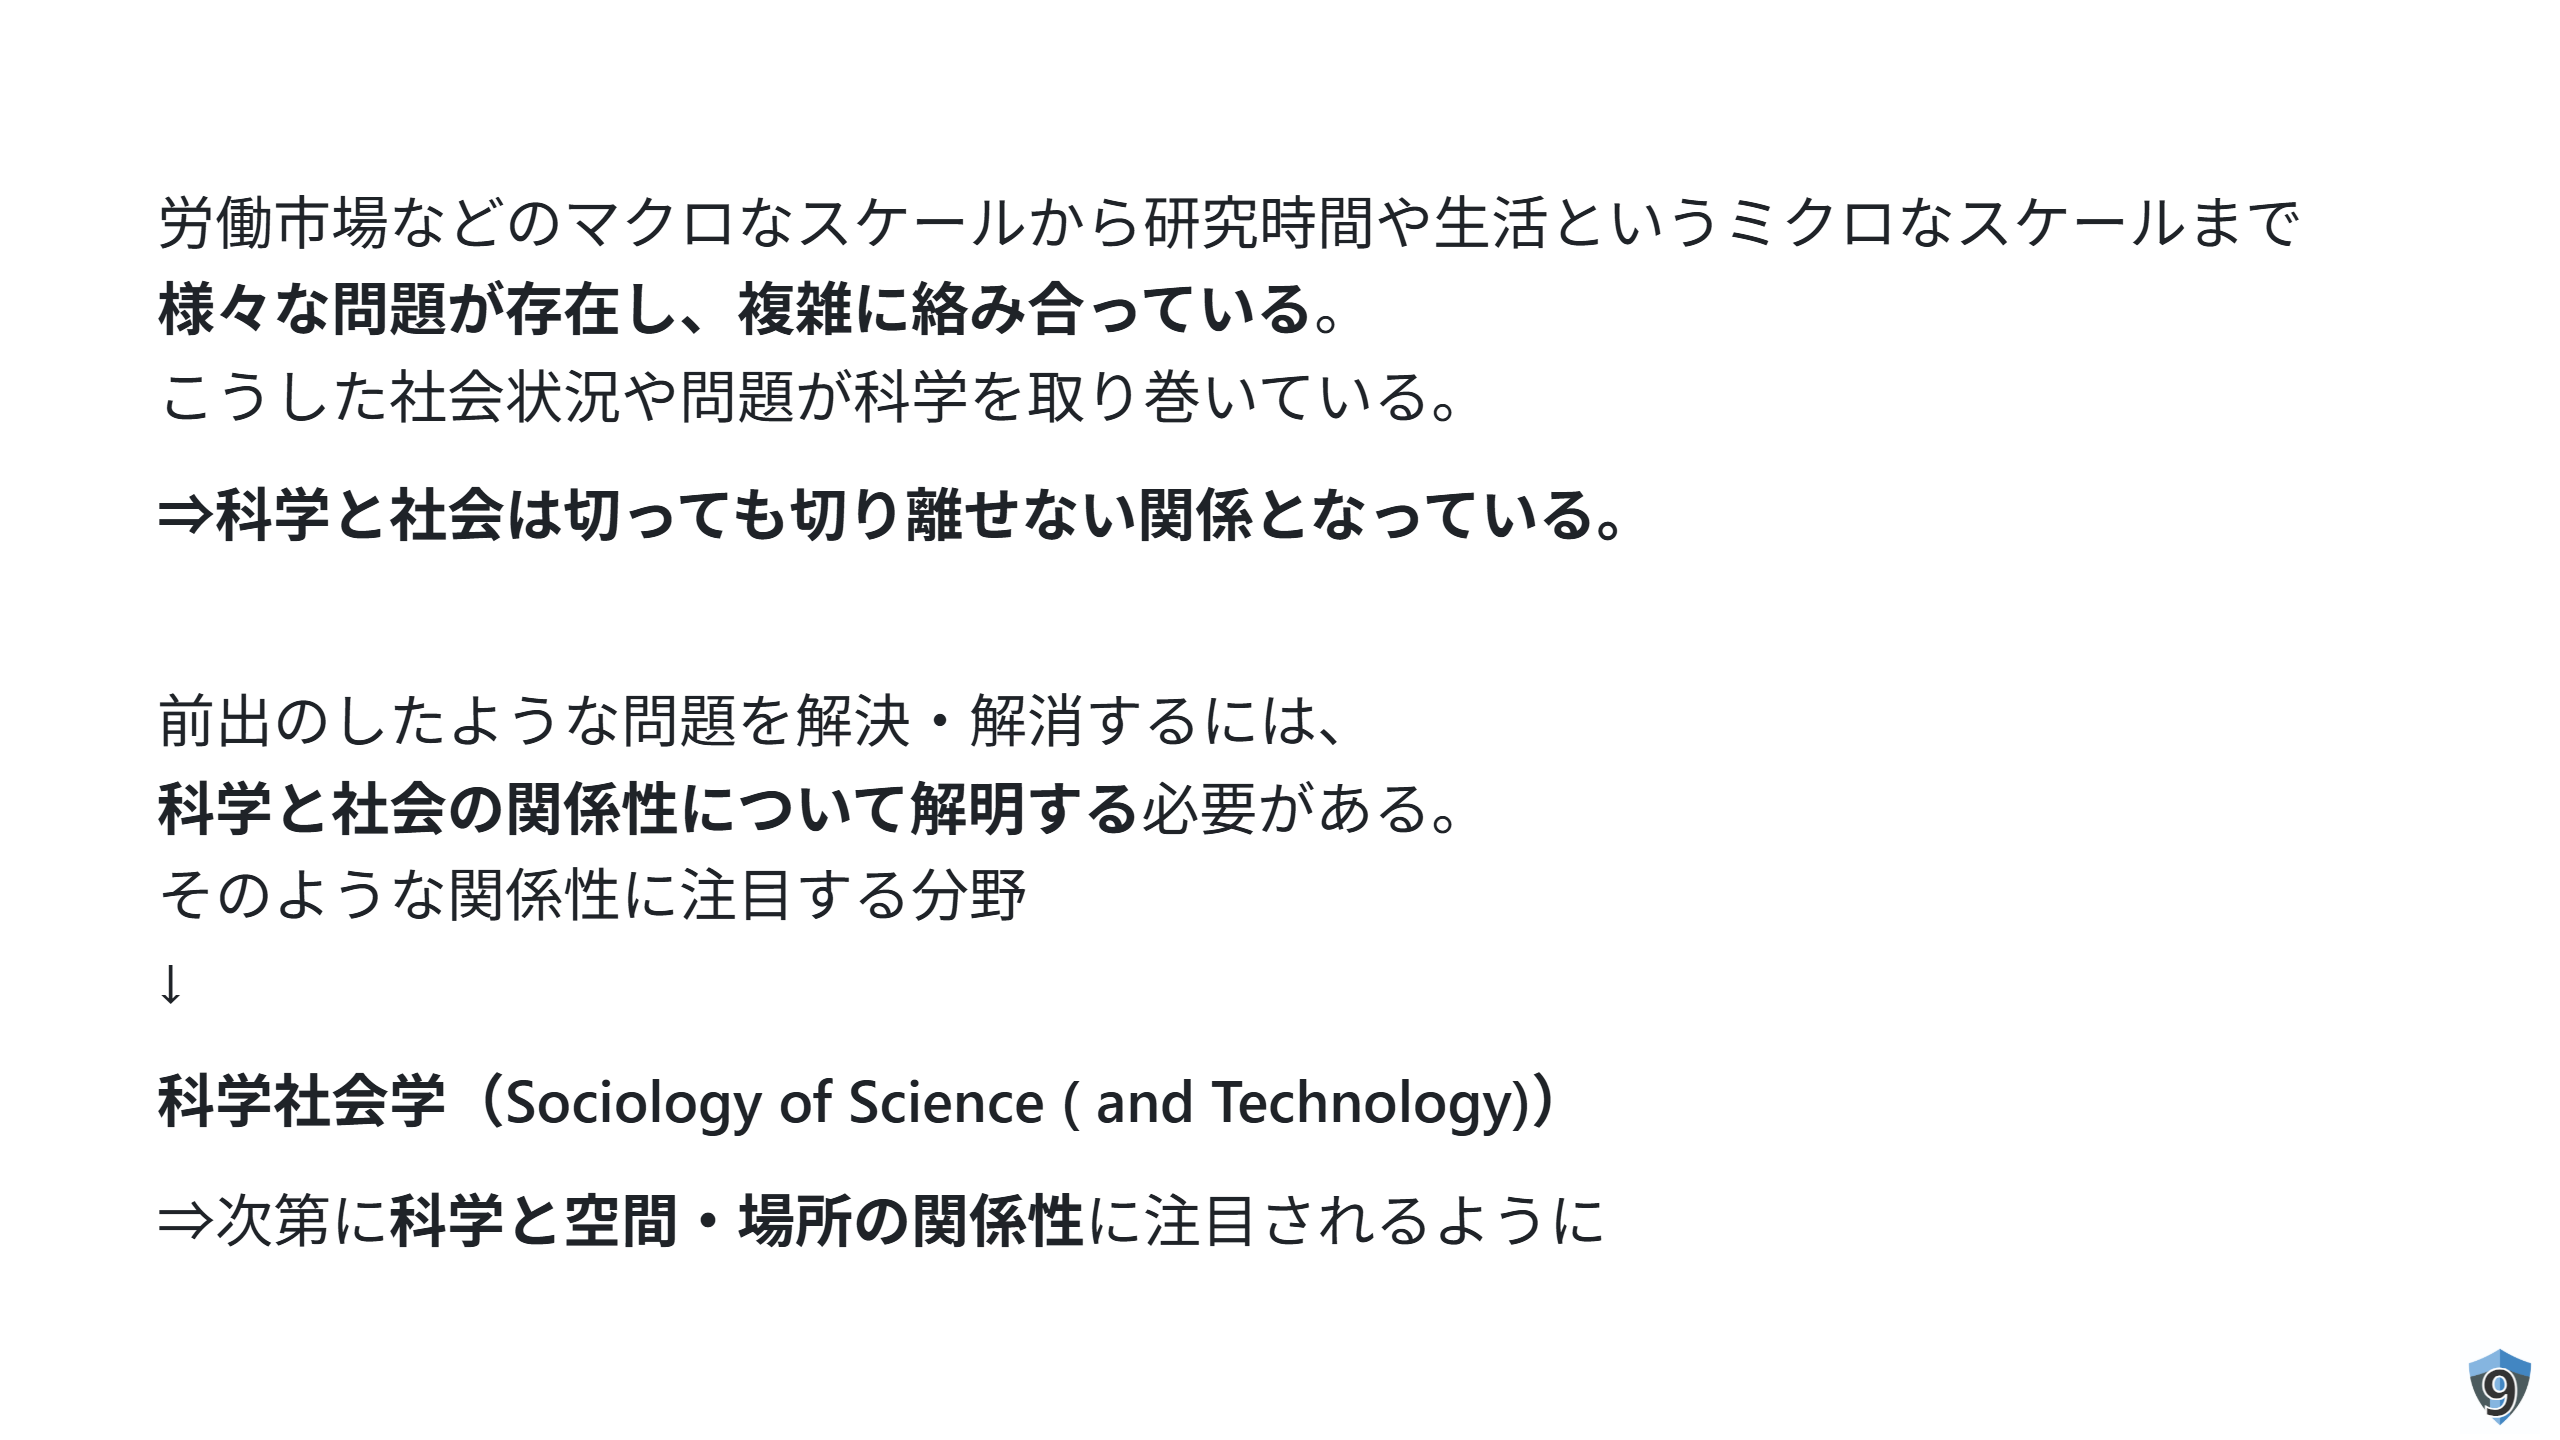 労働市場などのマクロなスケールから研究時間や生活というミクロなスケールまで
様々な問題が存在し、複雑に絡み合っている。
こうした社会状況や問題が科学を取り巻いている。
⇒科学と社会は切っても切り離せない関係となっている。
前出のしたような問題を解決・解消するには、
科学と社会の関係性について解明する必要がある。
そのような関係性に注目する分野
↓
科学社会学（Sociology of Science ( and Technology)）
⇒次第に科学と空間・場所の関係性に注目されるように
9